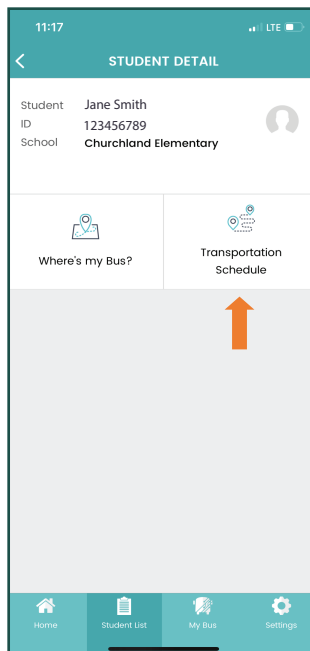 11:17 LTE
STUDENT DETAIL
Student Jane Smith
ID 123456789
School Churchland Elementary
Where's my Bus?
Transportation
Schedule
Home Student List My Bus Settings